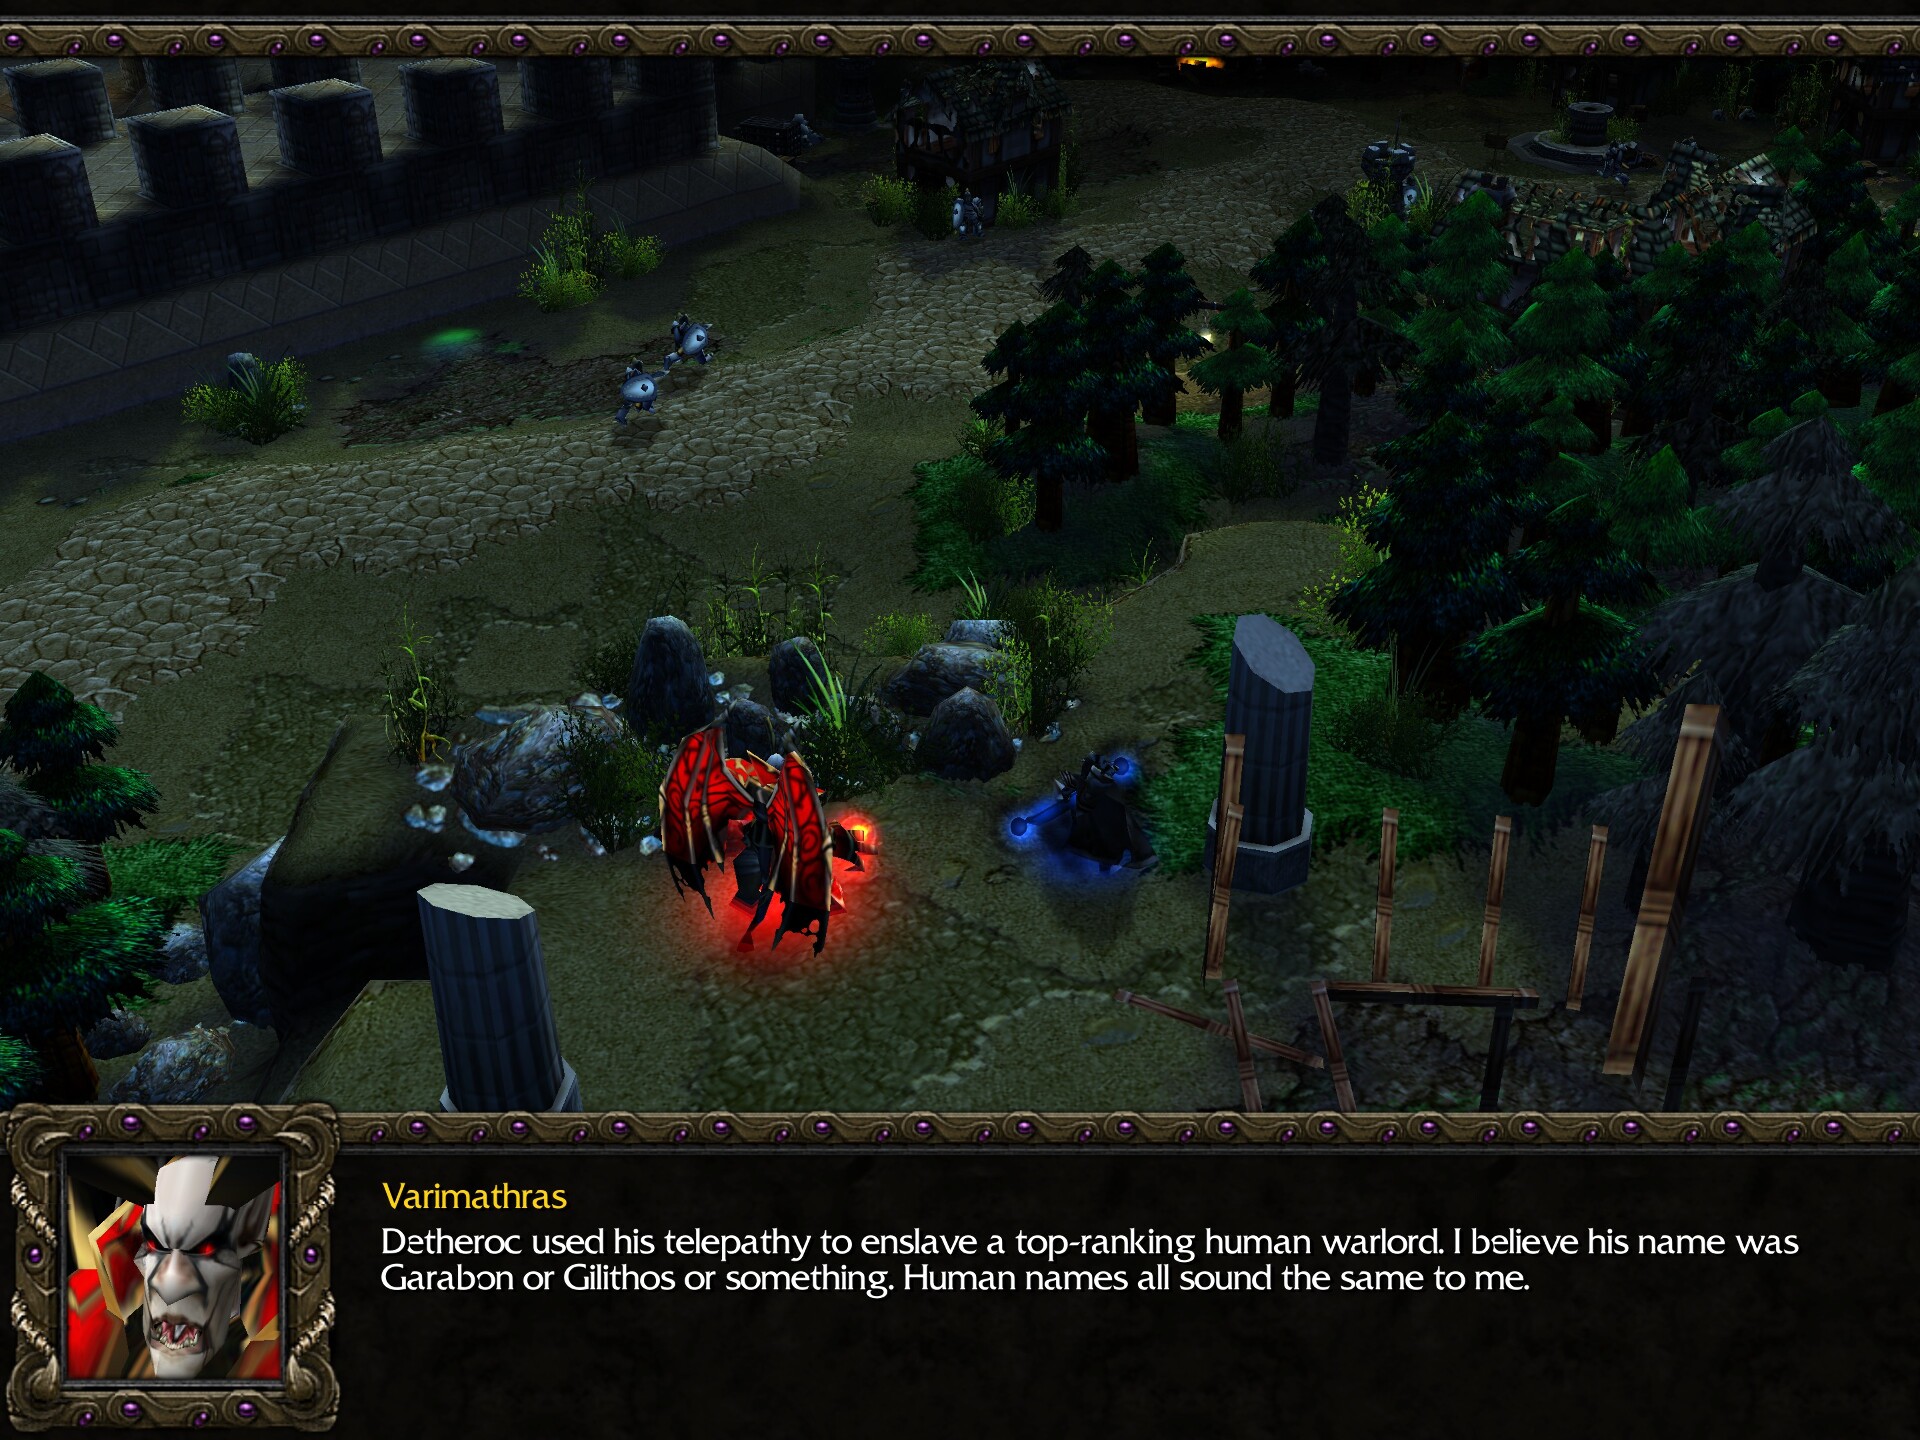 Varimathras
Detheroc used his telepathy to enslave a top-ranking human warlord. I believe his name was
Garabon or Gilithos or something. Human names all sound the same to me.